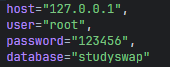 host="127.0.0.1",
user="root",
password="123456",
database="studyswap"